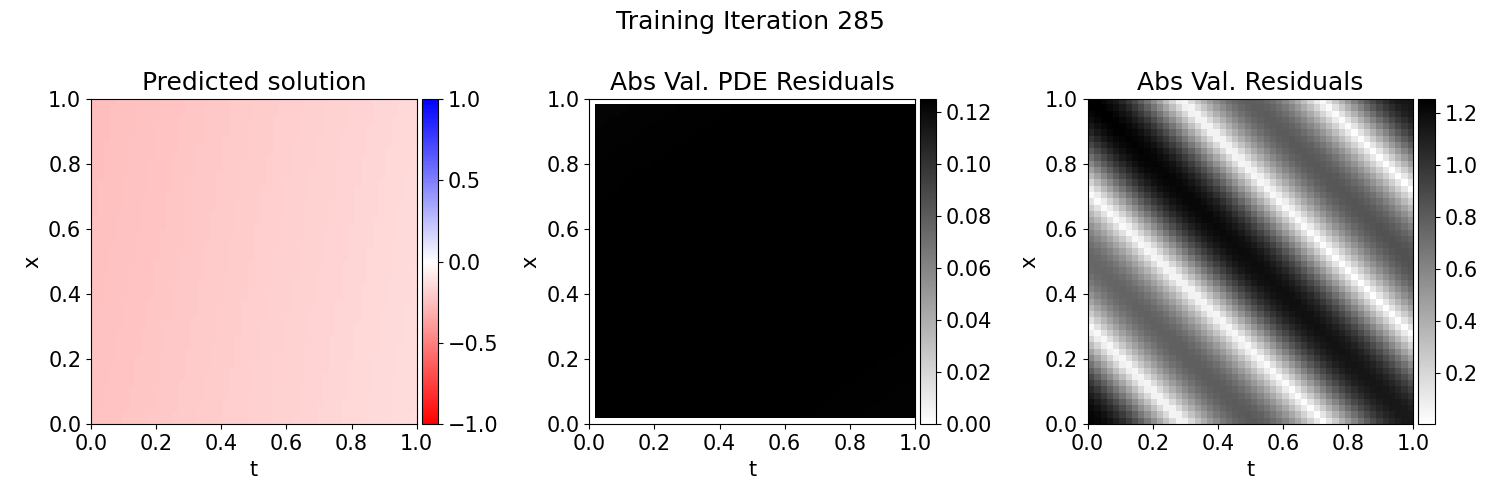 Training Iteration 285
Predicted solution
Abs Val. PDE Residuals
Abs Val. Residuals
1.0
0.8
0.6
0.4
0.2
0.0
x
0.0 0.2 0.4 0.6 0.8 1.0
t
1.0
0.5
0.0
−0.5
−1.0
1.0
0.8
0.6
0.4
0.2
0.0
x
0.0 0.2 0.4 0.6 0.8 1.0
t
0.12
0.10
0.08
0.06
0.04
0.02
0.00
1.0
0.8
0.6
0.4
0.2
0.0
x
0.0 0.2 0.4 0.6 0.8 1.0
t
1.2
1.0
0.8
0.6
0.4
0.2